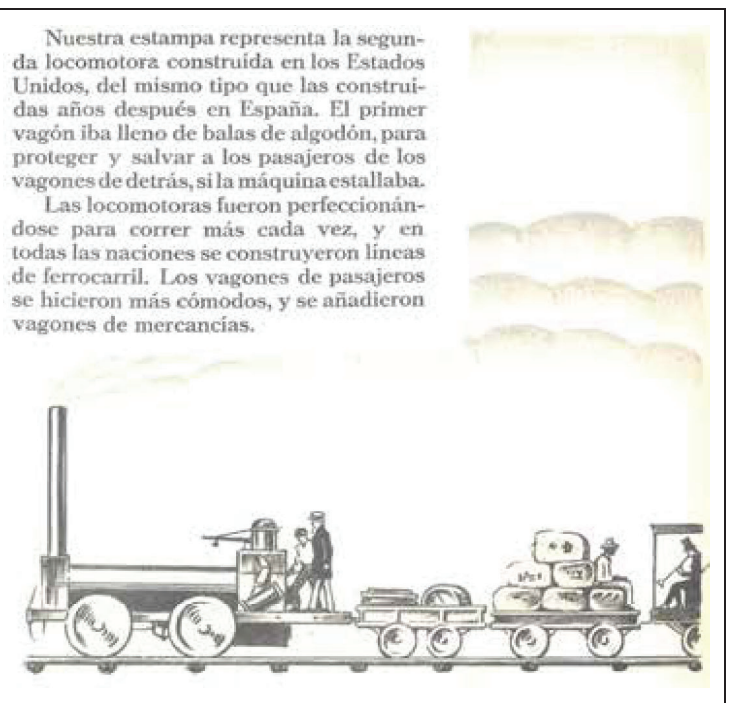 Nuestra estampa representa la segun-
da locomotora construída en los Estados
Unidos, del mismo tipo que las construi-
das años después en España. El primer
vagón iba lleno de balas de algodón, para
proteger y salvar a los pasajeros de los
vagones de detrás, si la máquina estallaba.
Las locomotoras fueron perfeccionán-
dose para correr más cada vez, y en
todas las naciones se construyeron líneas
de ferrocarril. Los vagones de pasajeros
se hicieron más cómodos, y se añadieron
vagones de mercancías.